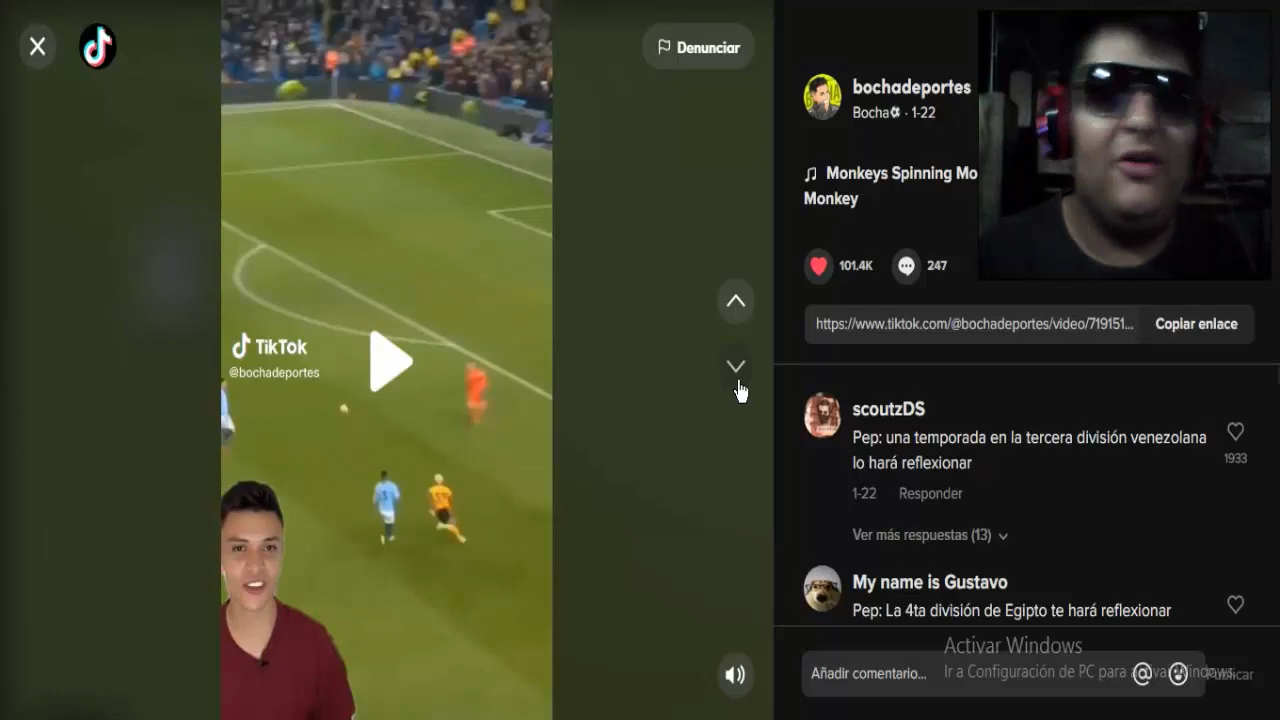 Denunciar
TikTok
@bochadeportes
bochadeportes
Bocha · 1-22
Monkeys Spinning Mo
Monkey
101.4K
247
https://www.tiktok.com/@bochadeportes/video/719151...
Copiar enlace
scoutzDS
Pep: una temporada en la tercera división venezolana
lo hará reflexionar
1933
1-22 Responder
Ver más respuestas (13)
My name is Gustavo
Pep: La 4ta división de Egipto te hará reflexionar
Activar Windows
Ir a Configuración de PC para activar Windows.
Añadir comentario...
@
Publicar